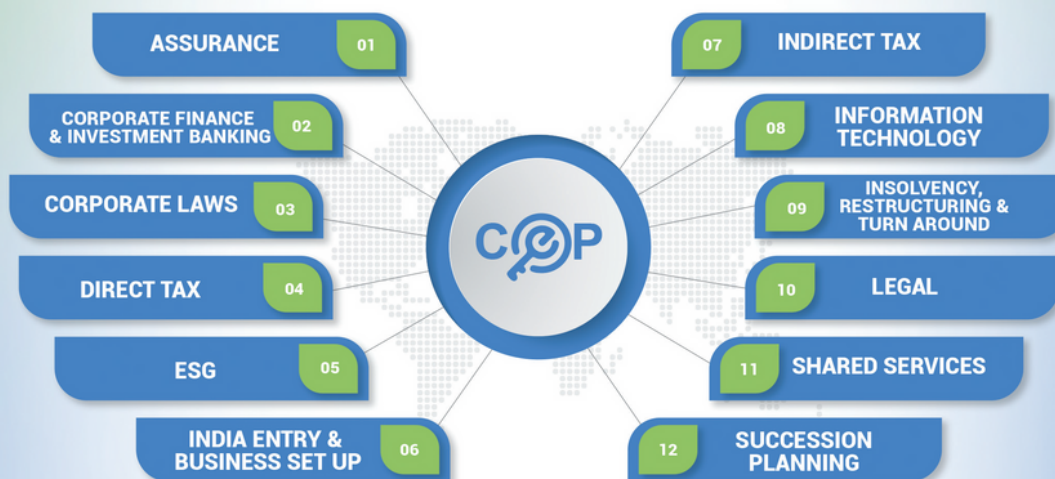 ASSURANCE 01
CORPORATE FINANCE
& INVESTMENT BANKING 02
CORPORATE LAWS 03
DIRECT TAX 04
ESG 05
INDIA ENTRY &
BUSINESS SET UP 06
CeP
07 INDIRECT TAX
08 INFORMATION
TECHNOLOGY
09 INSOLVENCY,
RESTRUCTURING &
TURN AROUND
10 LEGAL
11 SHARED SERVICES
12 SUCCESSION
PLANNING